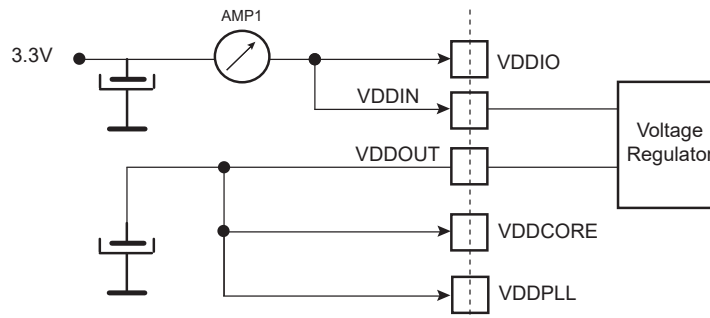 AMP1
3.3V
VDDIO
VDDIN
Voltage
Regulator
VDDOUT
VDDCORE
VDDPLL